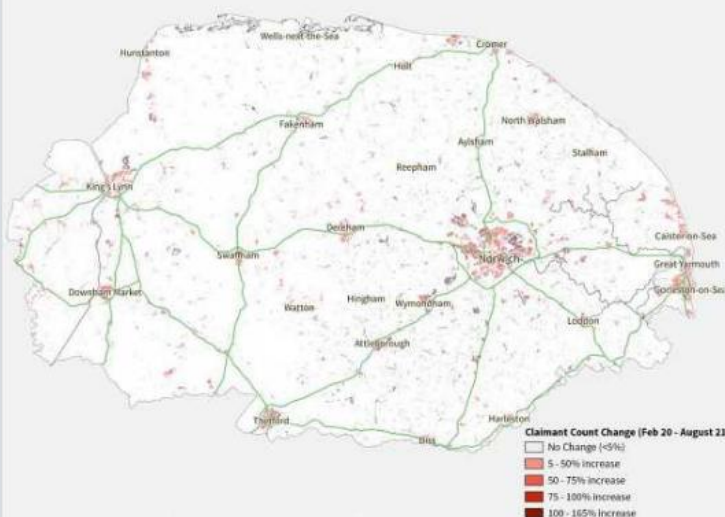 Wells-next-the-Sea
Hunstanton
Cromer
Holt
Fakenham
North Walsham
Aylsham
Stalham
Reepham
King's Lynn
Dereham
Caister-on-Sea
Swaffham
Norwich
Great Yarmouth
Gorleston-on-Sea
Downham Market
Hingham
Wymondham
Watton
Loddon
Attleborough
Thetford
Harleston
Diss
Claimant Count Change (Feb 20 - August 21
No Change (<5%)
5 - 50% increase
50 - 75% increase
75 - 100% increase
100 - 165% increase